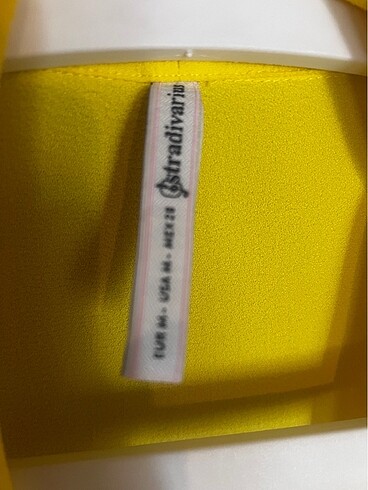 stradivarius
EUR M • USA M • MEX 28